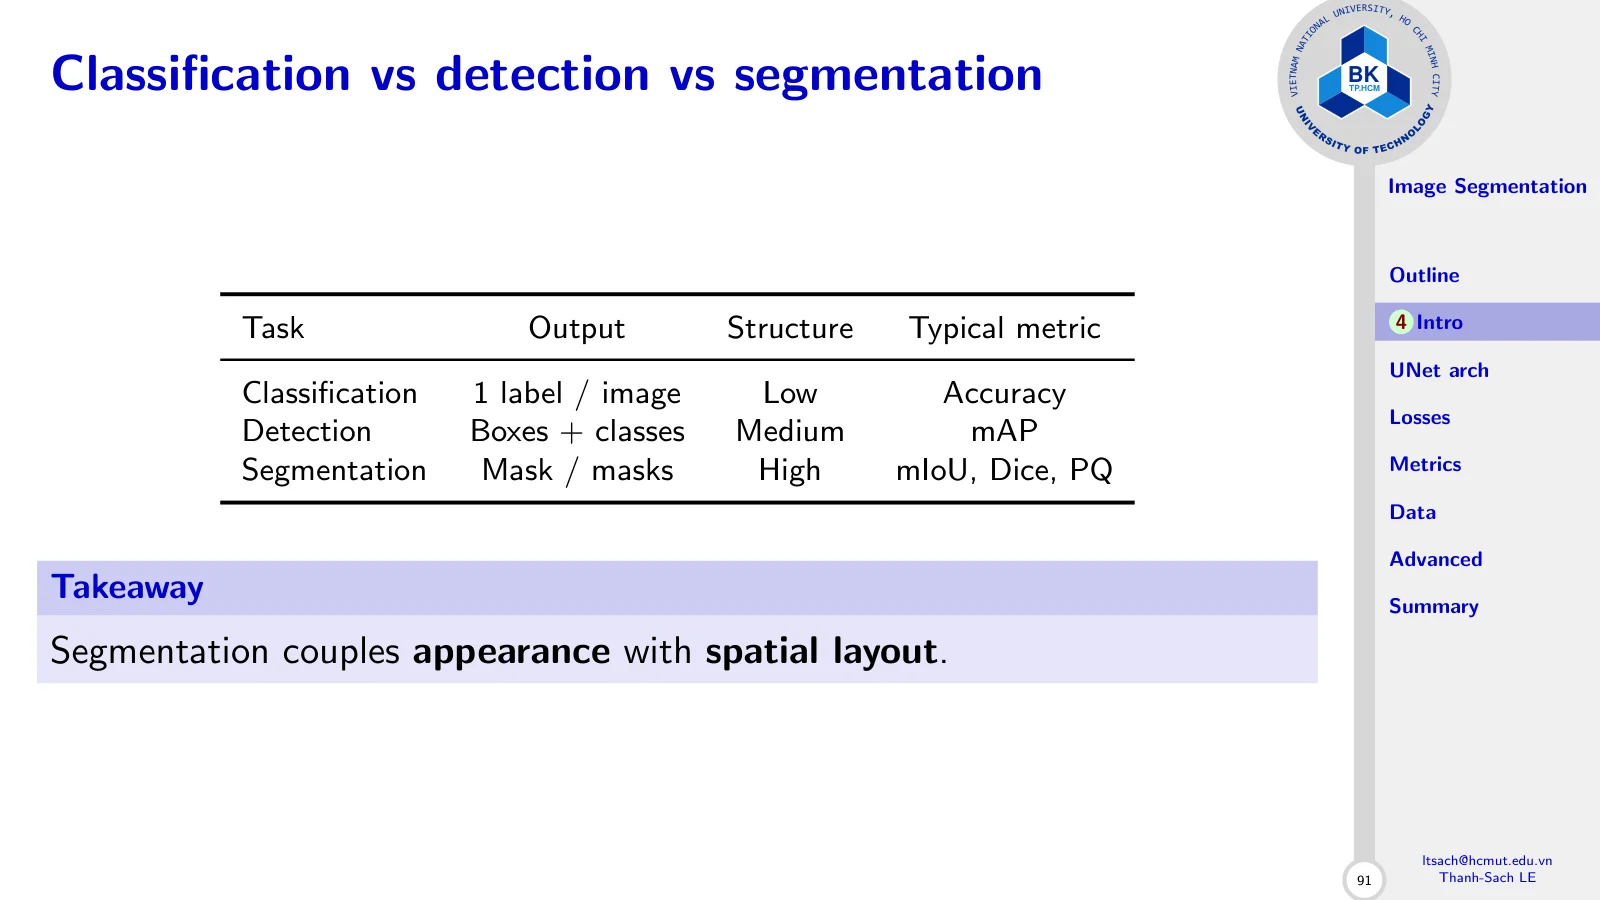 Classification vs detection vs segmentation
Task Output Structure Typical metric
Classification 1 label / image Low Accuracy
Detection Boxes + classes Medium mAP
Segmentation Mask / masks High mIoU, Dice, PQ
Takeaway
Segmentation couples appearance with spatial layout.
VIETNAM NATIONAL UNIVERSITY, HO CHI MINH CITY
BK
TP.HCM
UNIVERSITY OF TECHNOLOGY
Image Segmentation
Outline
4 Intro
UNet arch
Losses
Metrics
Data
Advanced
Summary
ltsach@hcmut.edu.vn
Thanh-Sach LE
91